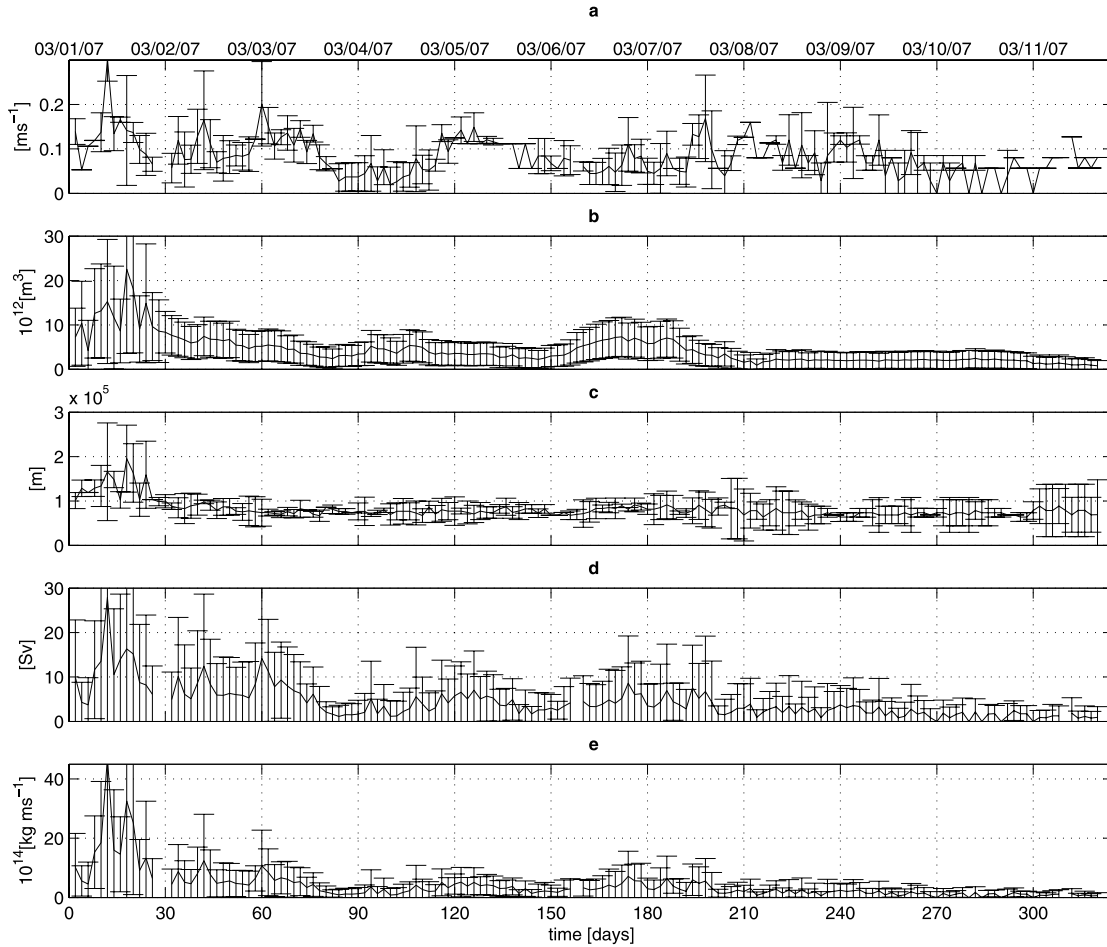 a
03/01/07 03/02/07 03/03/07 03/04/07 03/05/07 03/06/07 03/07/07 03/08/07 03/09/07 03/10/07 03/11/07
0.2
0.1
0
[ms⁻¹]
b
30
20
10
0
10¹²[m³]
c
x 10⁵
3
2
1
0
[m]
d
30
20
10
0
[Sv]
e
40
20
0
10¹⁴[kg ms⁻¹]
0 30 60 90 120 150 180 210 240 270 300
time [days]